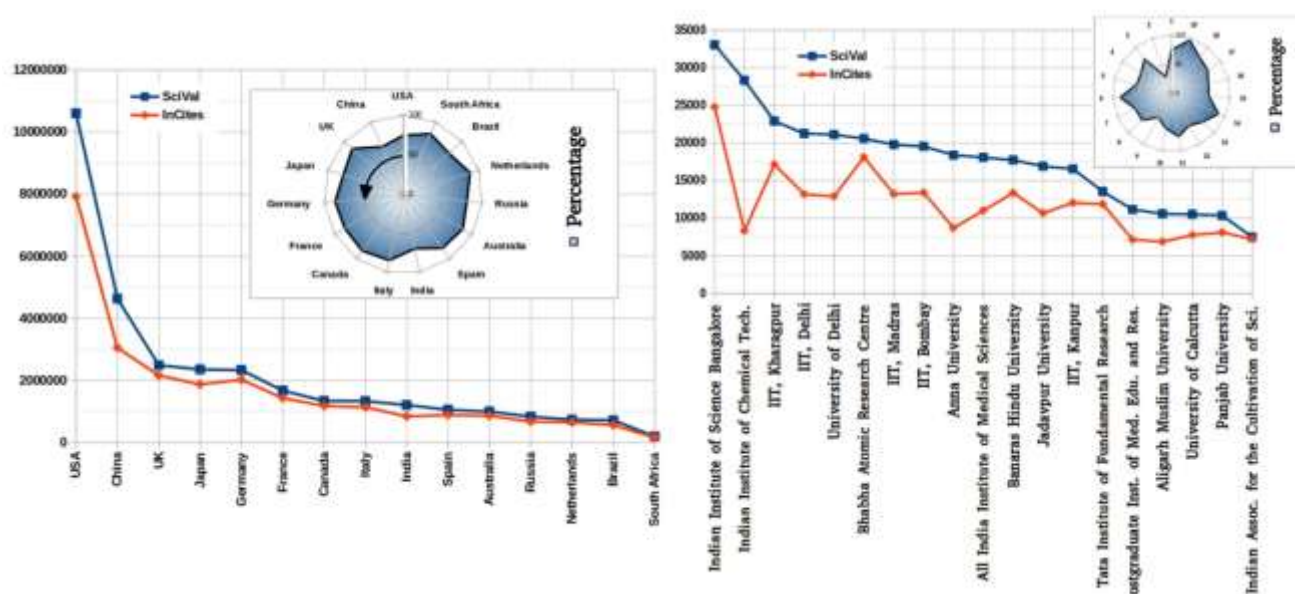 12000000
10000000
8000000
6000000
4000000
2000000
0
SciVal
InCites
USA
South Africa
Brazil
Netherlands
Russia
Australia
Spain
India
Italy
Canada
France
Germany
Japan
UK
China
Percentage
USA
China
UK
Japan
Germany
France
Canada
Italy
India
Spain
Australia
Russia
Netherlands
Brazil
South Africa
35000
30000
25000
20000
15000
10000
5000
0
SciVal
InCites
Percentage
Indian Institute of Science Bangalore
Indian Institute of Chemical Tech.
IIT, Kharagpur
IIT, Delhi
University of Delhi
Bhabha Atomic Research Centre
IIT, Madras
IIT, Bombay
Anna University
All India Institute of Medical Sciences
Banaras Hindu University
Jadavpur University
IIT, Kanpur
Tata Institute of Fundamental Research
ostgraduate Inst. of Med. Edu. and Res.
Aligarh Muslim University
University of Calcutta
Panjab University
Indian Assoc. for the Cultivation of Sci.